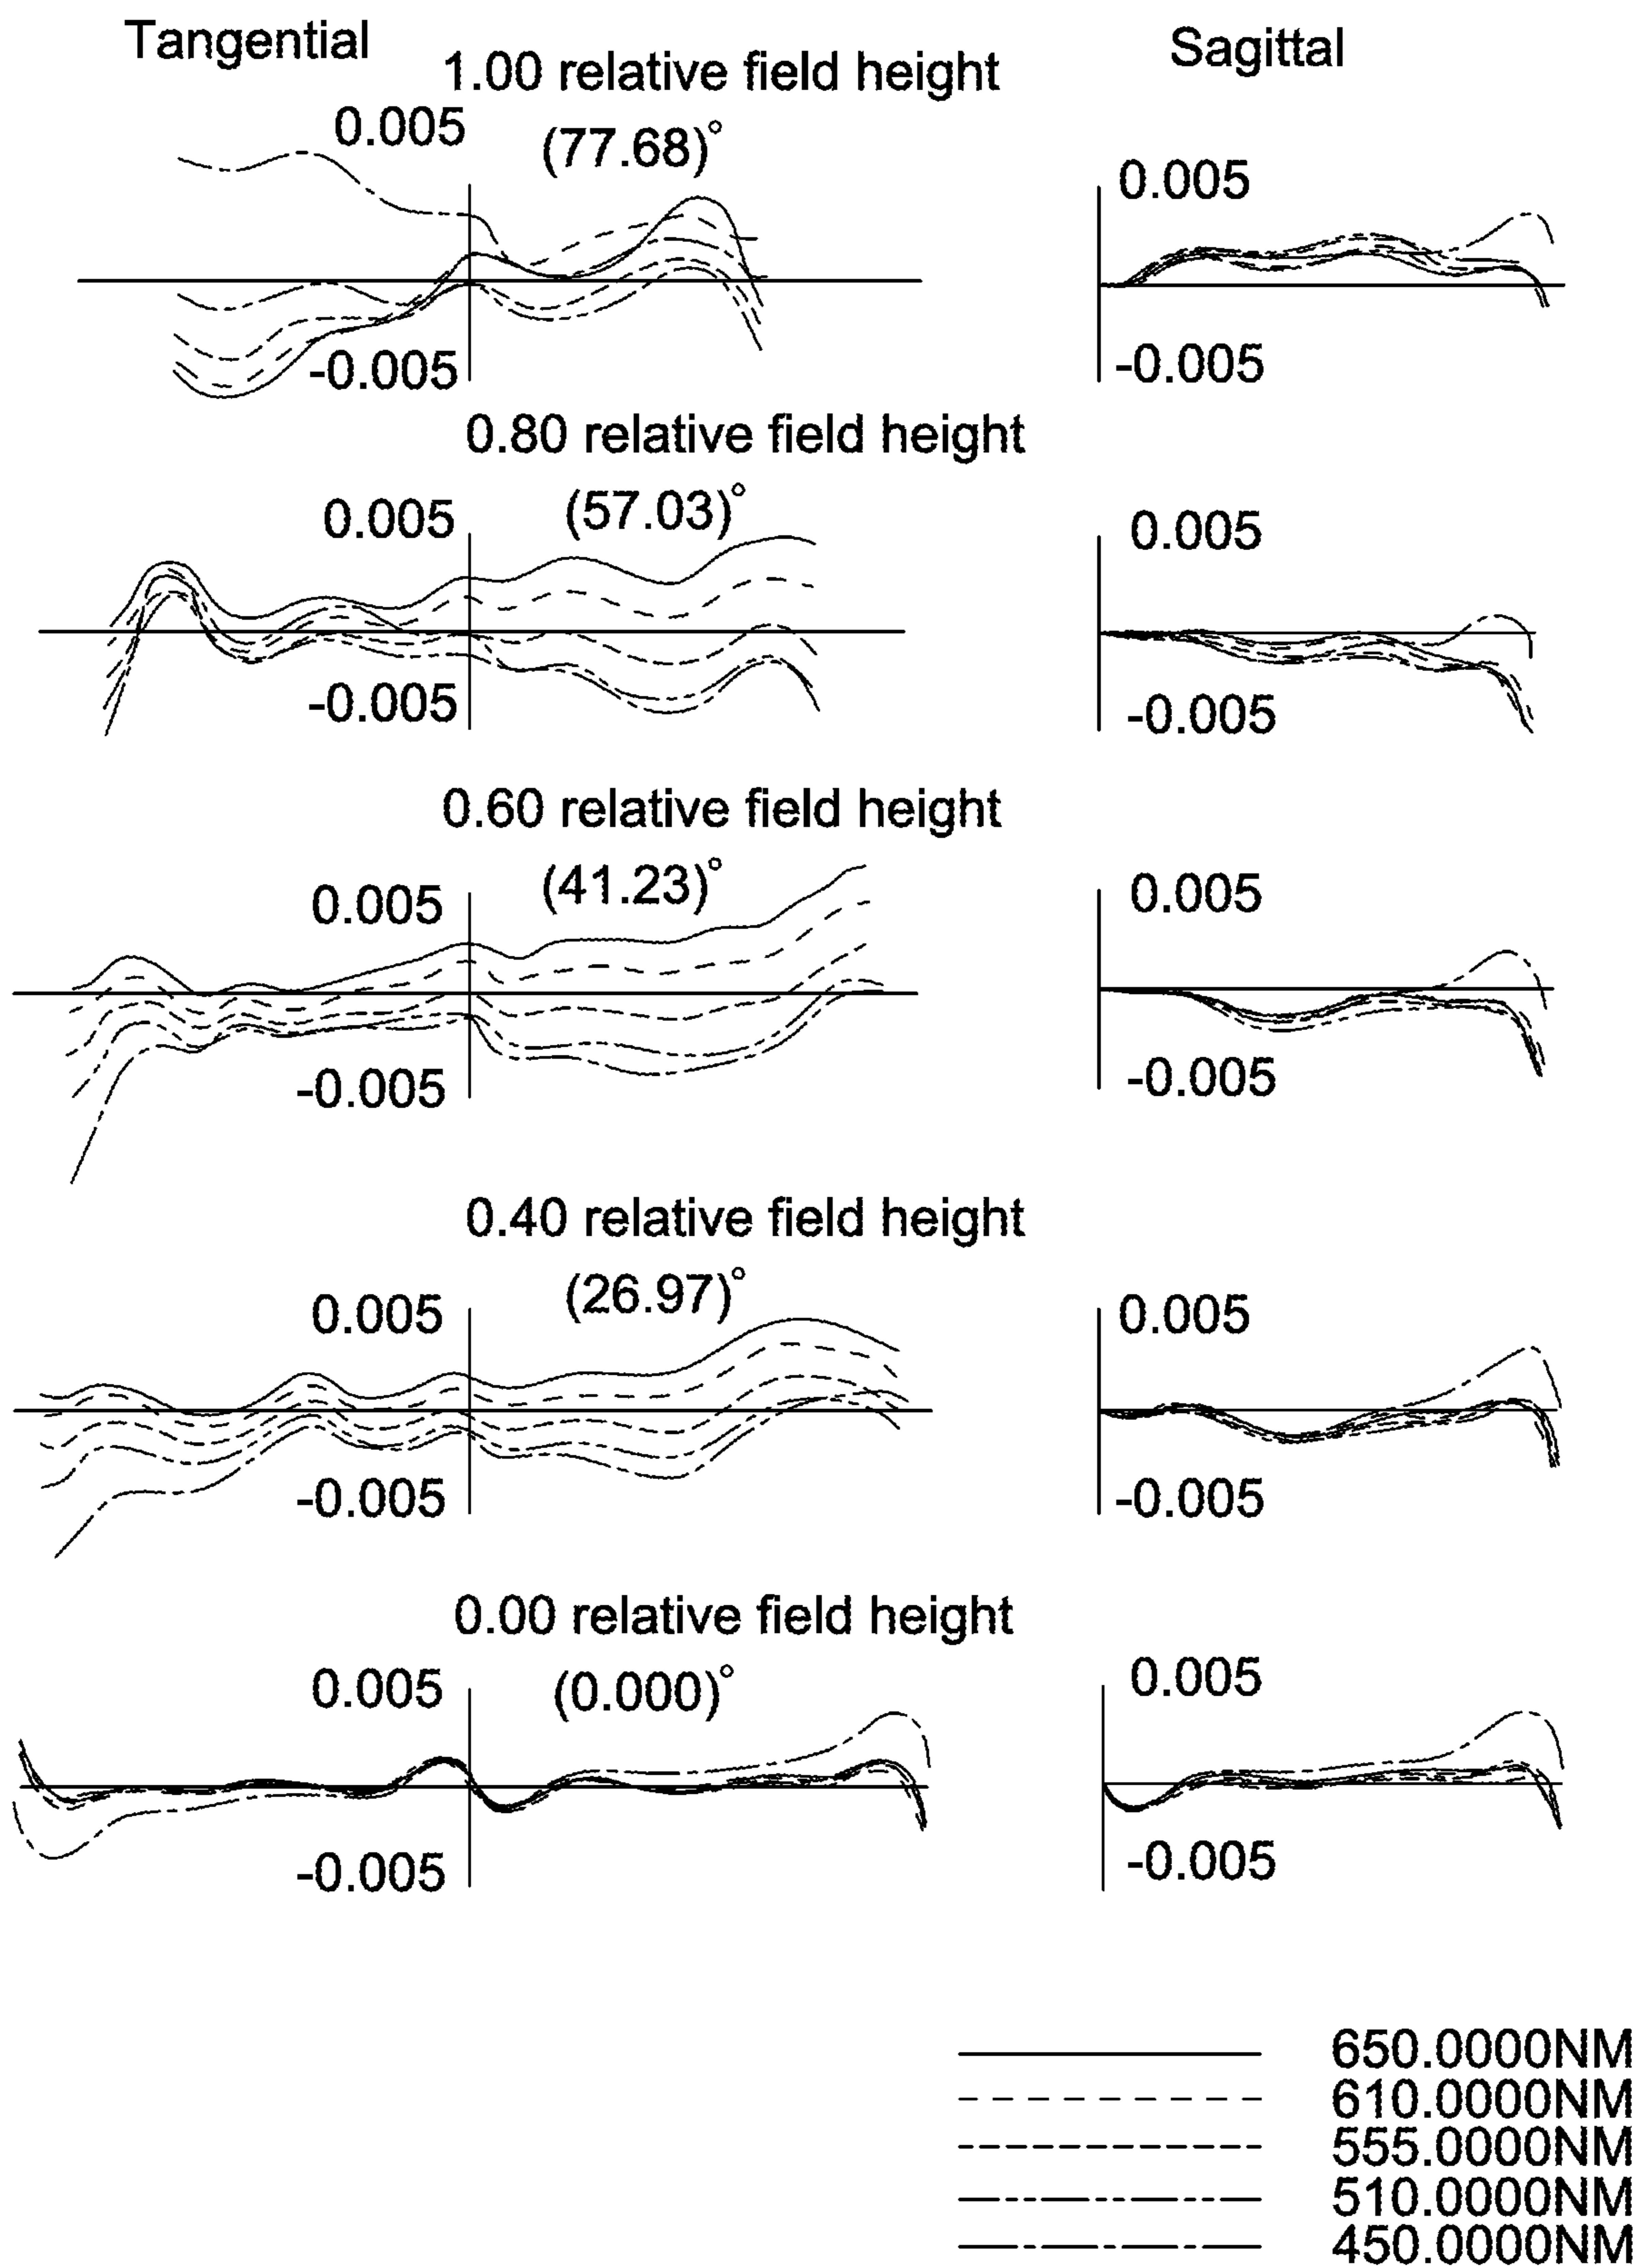 Tangential
Sagittal
1.00 relative field height
(77.68)°
0.005
-0.005
0.005
-0.005
0.80 relative field height
(57.03)°
0.005
-0.005
0.005
-0.005
0.60 relative field height
(41.23)°
0.005
-0.005
0.005
-0.005
0.40 relative field height
(26.97)°
0.005
-0.005
0.005
-0.005
0.00 relative field height
(0.000)°
0.005
-0.005
0.005
-0.005
650.0000NM
610.0000NM
555.0000NM
510.0000NM
450.0000NM